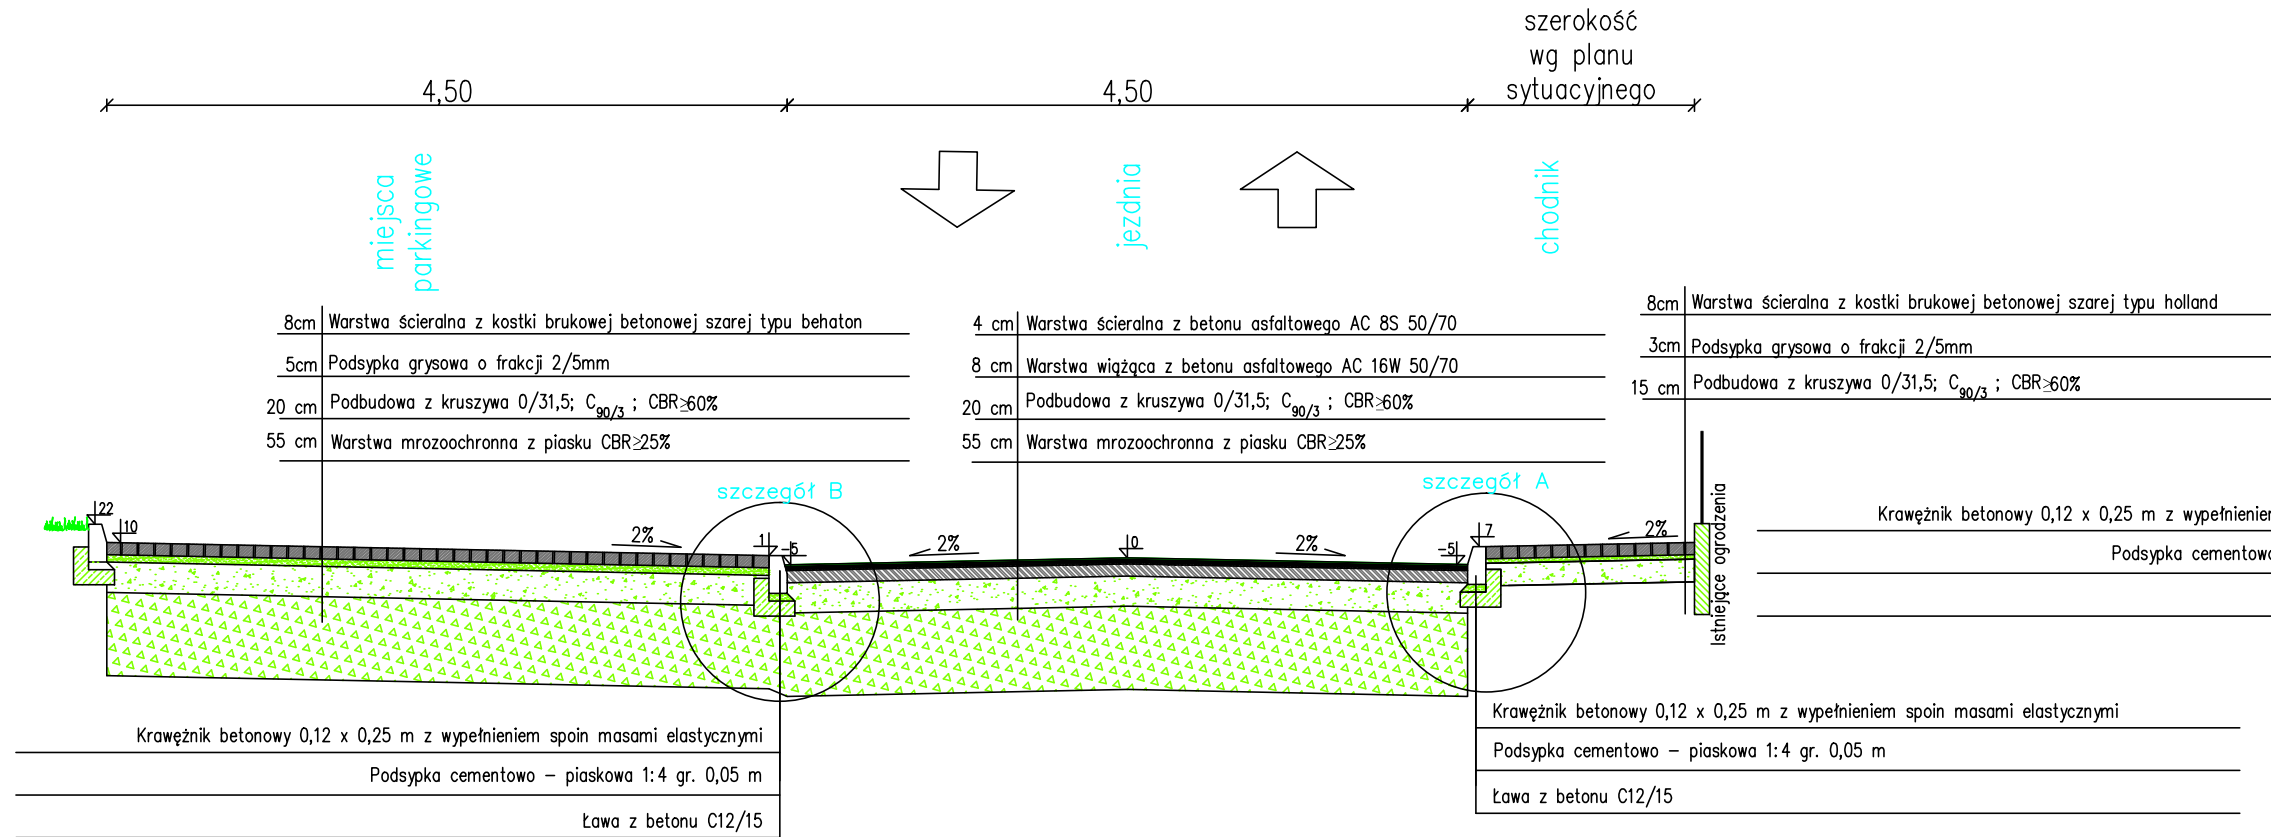 szerokość
wg planu
sytuacyjnego
4,50
4,50
miejsca
parkingowe
jezdnia
chodnik
8cm Warstwa ścieralna z kostki brukowej betonowej szarej typu behaton
5cm Podsypka grysowa o frakcji 2/5mm
20 cm Podbudowa z kruszywa 0/31,5; C90/3 ; CBR≥60%
55 cm Warstwa mrozoochronna z piasku CBR≥25%
4 cm Warstwa ścieralna z betonu asfaltowego AC 8S 50/70
8 cm Warstwa wiążąca z betonu asfaltowego AC 16W 50/70
20 cm Podbudowa z kruszywa 0/31,5; C90/3 ; CBR≥60%
55 cm Warstwa mrozoochronna z piasku CBR≥25%
8cm Warstwa ścieralna z kostki brukowej betonowej szarej typu holland
3cm Podsypka grysowa o frakcji 2/5mm
15 cm Podbudowa z kruszywa 0/31,5; C90/3 ; CBR≥60%
szczegół B
szczegół A
22
10
2%
1
-5
2%
0
2%
-5
7
2%
Istniejące ogrodzenia
Krawężnik betonowy 0,12 x 0,25 m z wypełnieniem
Podsypka cementowo
Krawężnik betonowy 0,12 x 0,25 m z wypełnieniem spoin masami elastycznymi
Podsypka cementowo – piaskowa 1:4 gr. 0,05 m
Ława z betonu C12/15
Krawężnik betonowy 0,12 x 0,25 m z wypełnieniem spoin masami elastycznymi
Podsypka cementowo – piaskowa 1:4 gr. 0,05 m
Ława z betonu C12/15